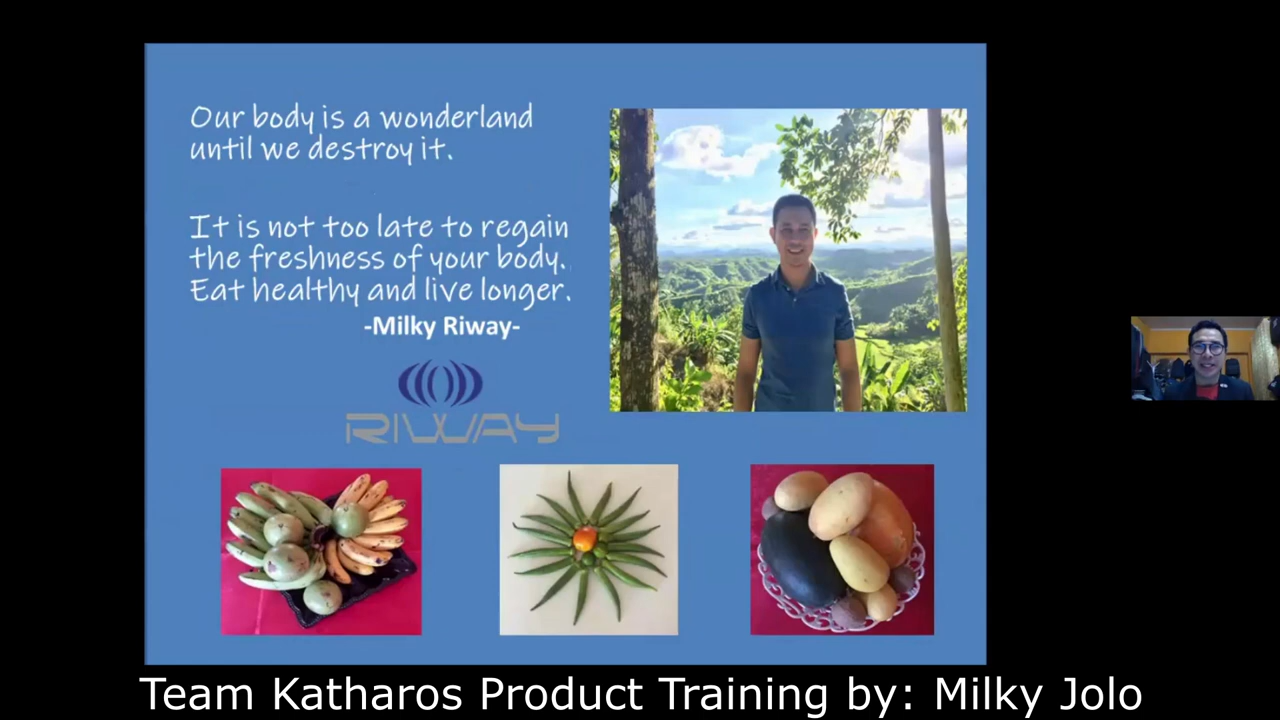 Our body is a wonderland
until we destroy it.
It is not too late to regain
the freshness of your body.
Eat healthy and live longer.
-Milky Riway-
RIWAY
Team Katharos Product Training by: Milky Jolo